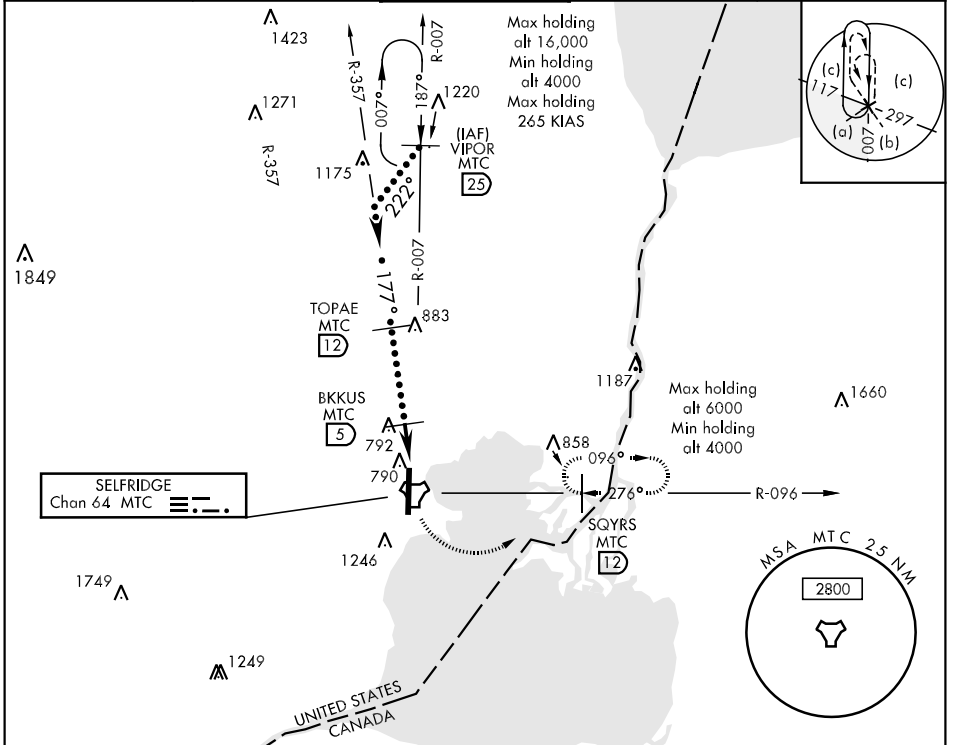 1423
R-357
R-007
Max holding
alt 16,000
Min holding
alt 4000
Max holding
265 KIAS
(c)
(c)
117
297
(a)
(b)
007
1271
007°
187°
1220
R-357
1175
(IAF)
VIPOR
MTC
25
222°
1849
R-007
177°
TOPAE
MTC
12
883
1187
Max holding
alt 6000
Min holding
alt 4000
1660
BKKUS
MTC
5
792
790
858
096°
276°
R-096
SELFRIDGE
Chan 64 MTC
SQYRS
MTC
12
1246
1749
MSA MTC 25 NM
2800
1249
UNITED STATES
CANADA